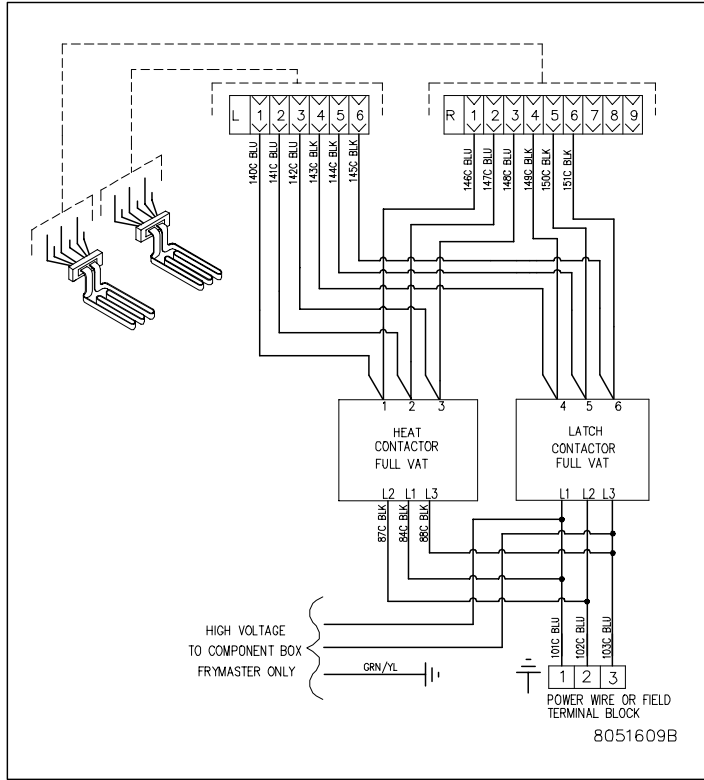 L 1 2 3 4 5 6
R 1 2 3 4 5 6 7 8 9
140C BLU
141C BLU
142C BLU
143C BLK
144C BLK
145C BLK
146C BLU
147C BLU
148C BLU
149C BLK
150C BLK
151C BLK
1 2 3
HEAT
CONTACTOR
FULL VAT
L2 L1 L3
4 5 6
LATCH
CONTACTOR
FULL VAT
L1 L2 L3
87C BLK
84C BLK
88C BLK
HIGH VOLTAGE
TO COMPONENT BOX
FRYMASTER ONLY
GRN/YL
101C BLU
102C BLU
103C BLU
1 2 3
POWER WIRE OR FIELD
TERMINAL BLOCK
8051609B